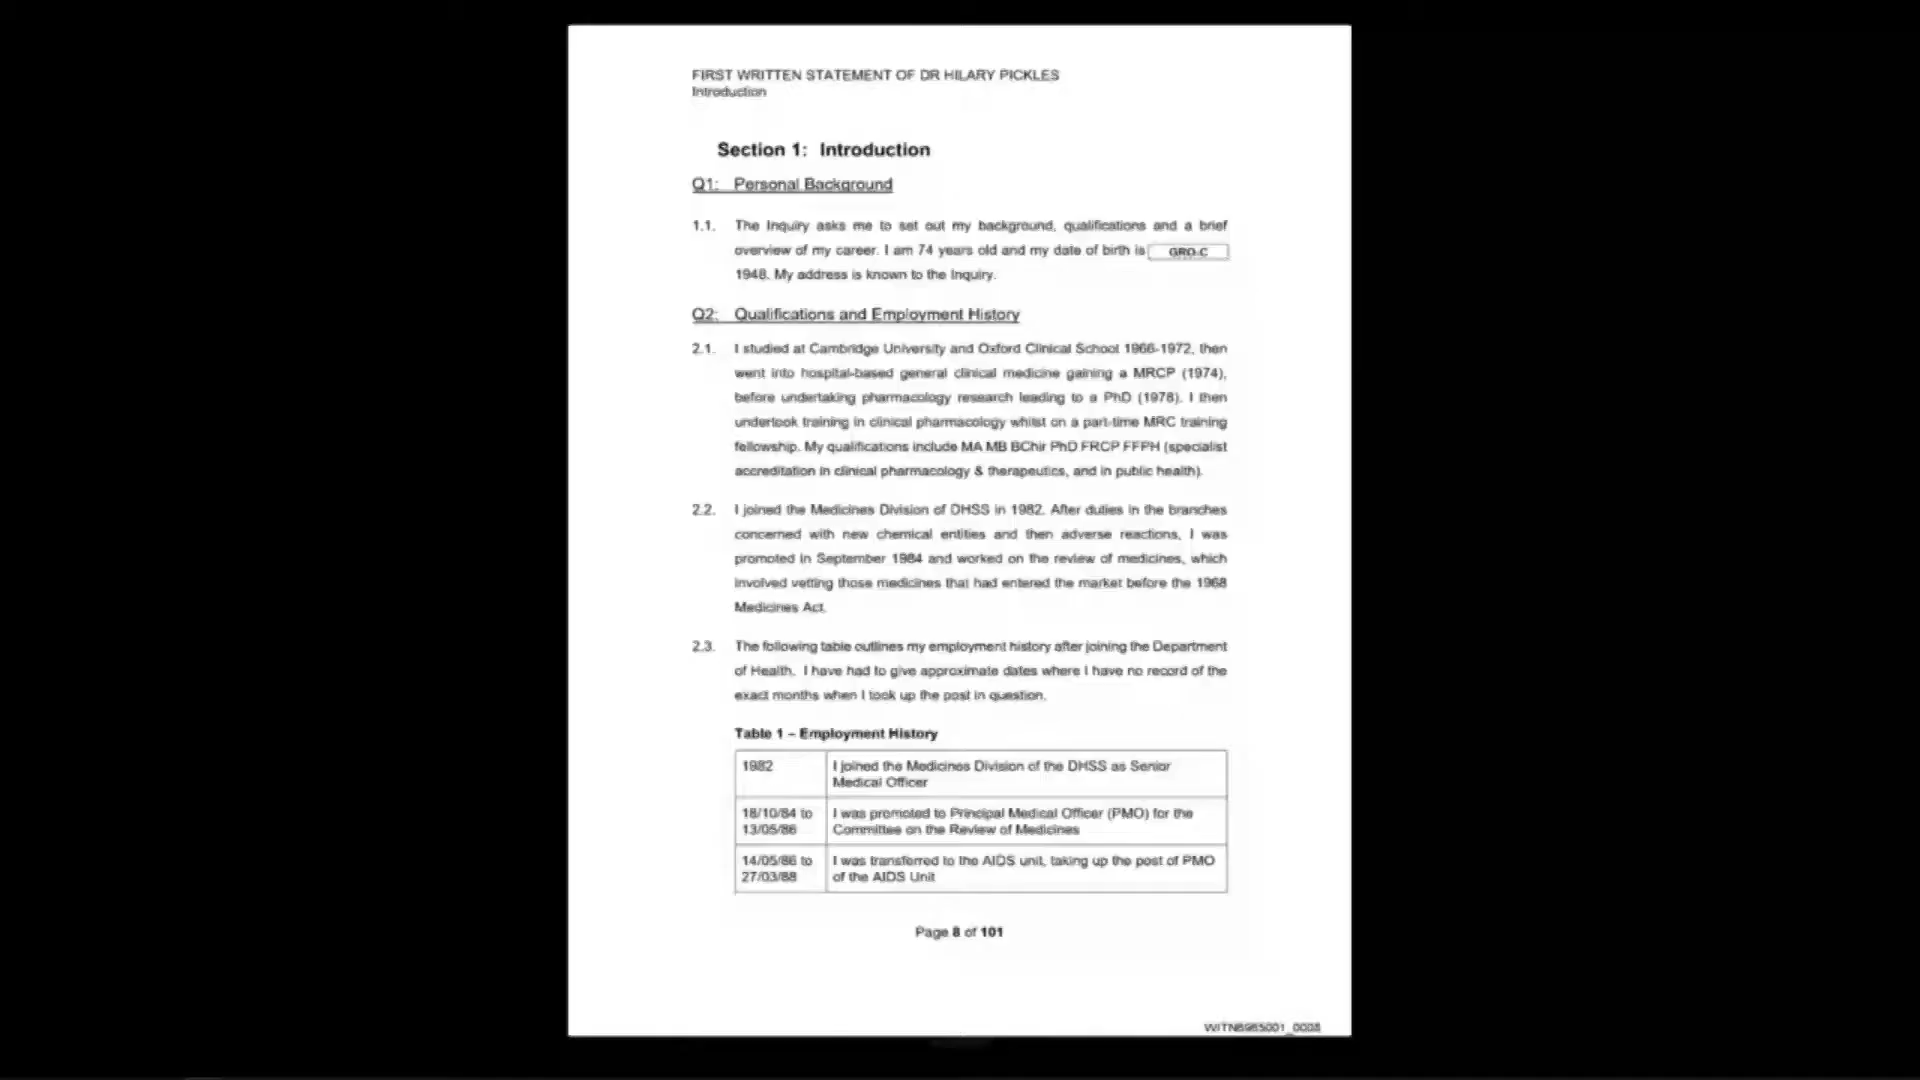 FIRST WRITTEN STATEMENT OF DR HILARY PICKLES
Introduction
Section 1: Introduction
Q1: Personal Background
1.1. The Inquiry asks me to set out my background, qualifications and a brief
overview of my career. I am 74 years old and my date of birth is GRO-C
1948. My address is known to the Inquiry.
Q2: Qualifications and Employment History
2.1. I studied at Cambridge University and Oxford Clinical School 1966-1972, then
went into hospital-based general clinical medicine gaining a MRCP (1974),
before undertaking pharmacology research leading to a PhD (1978). I then
undertook training in clinical pharmacology whilst on a part-time MRC training
fellowship. My qualifications include MA MB BChir PhD FRCP FFPH (specialist
accreditation in clinical pharmacology & therapeutics, and in public health).
2.2. I joined the Medicines Division of DHSS in 1982. After duties in the branches
concerned with new chemical entities and then adverse reactions, I was
promoted in September 1984 and worked on the review of medicines, which
involved vetting those medicines that had entered the market before the 1968
Medicines Act.
2.3. The following table outlines my employment history after joining the Department
of Health. I have had to give approximate dates where I have no record of the
exact months when I took up the post in question.
Table 1 – Employment History
1982 I joined the Medicines Division of the DHSS as Senior
Medical Officer
18/10/84 to I was promoted to Principal Medical Officer (PMO) for the
13/05/86 Committee on the Review of Medicines
14/05/86 to I was transferred to the AIDS unit, taking up the post of PMO
27/03/88 of the AIDS Unit
Page 8 of 101
WITN6965001_0008